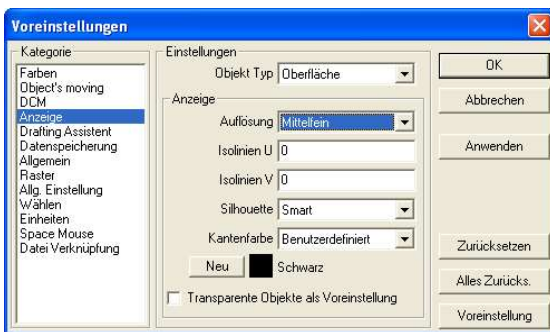 Voreinstellungen
Kategorie
Farben
Object's moving
DCM
Anzeige
Drafting Assistent
Datenspeicherung
Allgemein
Raster
Allg. Einstellung
Wählen
Einheiten
Space Mouse
Datei Verknüpfung
Einstellungen
Objekt Typ Oberfläche
Anzeige
Auflösung Mittelfein
Isolinien U 0
Isolinien V 0
Silhouette Smart
Kantenfarbe Benutzerdefiniert
Neu Schwarz
Transparente Objekte als Voreinstellung
OK
Abbrechen
Anwenden
Zurücksetzen
Alles Zurücks.
Voreinstellung